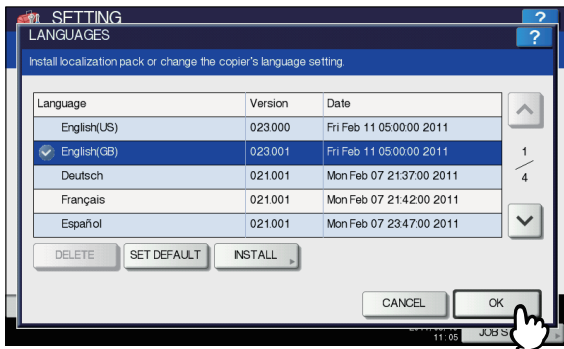 SETTING
?
LANGUAGES
?
Install localization pack or change the copier's language setting.
Language Version Date
English(US) 023.000 Fri Feb 11 05:00:00 2011
English(GB) 023.001 Fri Feb 11 05:00:00 2011
Deutsch 021.001 Mon Feb 07 21:37:00 2011
Français 021.001 Mon Feb 07 21:42:00 2011
Español 021.001 Mon Feb 07 23:47:00 2011
1
4
DELETE SET DEFAULT INSTALL
CANCEL OK
11:05 JOB